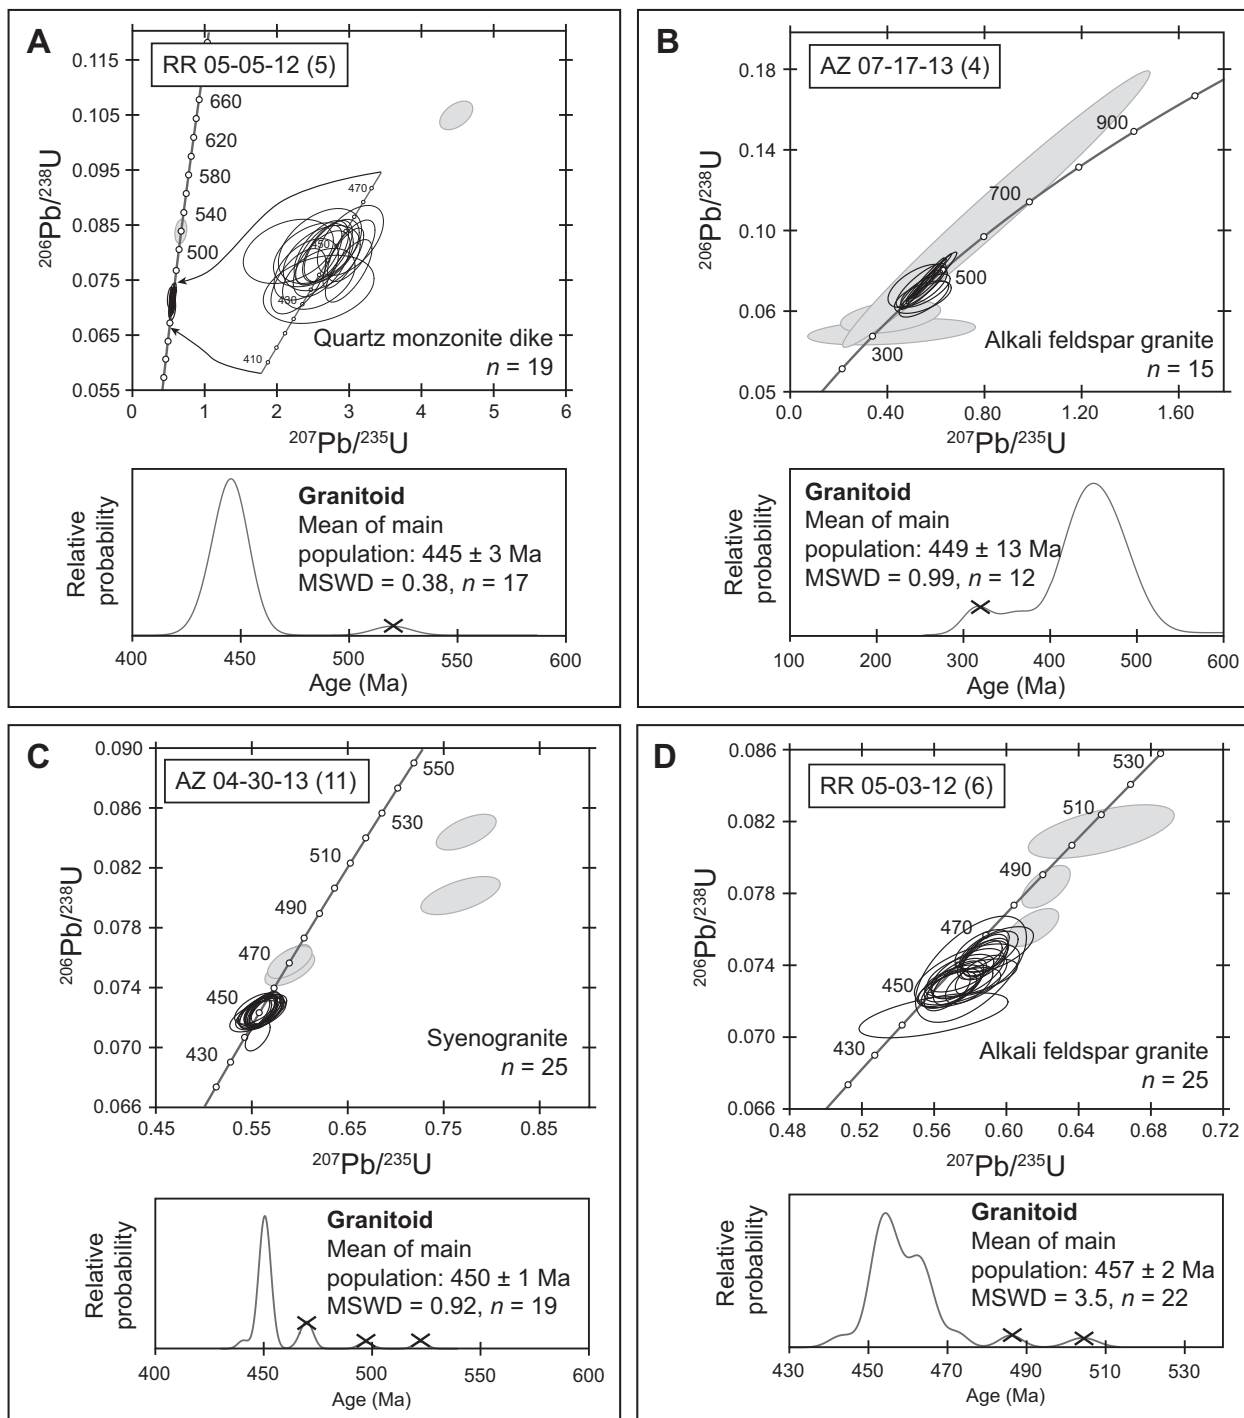 A
RR 05-05-12 (5)
0.115
0.105
0.095
0.085
0.075
0.065
0.055
206Pb/238U
660
620
580
540
500
470
450
430
410
Quartz monzonite dike
n = 19
0 1 2 3 4 5 6
207Pb/235U
Relative
probability
Granitoid
Mean of main
population: 445 ± 3 Ma
MSWD = 0.38, n = 17
400 450 500 550 600
Age (Ma)
B
AZ 07-17-13 (4)
0.18
0.14
0.10
0.06
0.05
206Pb/238U
900
700
500
300
Alkali feldspar granite
n = 15
0.0 0.40 0.80 1.20 1.60
207Pb/235U
Relative
probability
Granitoid
Mean of main
population: 449 ± 13 Ma
MSWD = 0.99, n = 12
100 200 300 400 500 600
Age (Ma)
C
AZ 04-30-13 (11)
0.090
0.086
0.082
0.078
0.074
0.070
0.066
206Pb/238U
550
530
510
490
470
450
430
Syenogranite
n = 25
0.45 0.55 0.65 0.75 0.85
207Pb/235U
Relative
probability
Granitoid
Mean of main
population: 450 ± 1 Ma
MSWD = 0.92, n = 19
400 450 500 550 600
Age (Ma)
D
RR 05-03-12 (6)
0.086
0.082
0.078
0.074
0.070
0.066
206Pb/238U
530
510
490
470
450
430
Alkali feldspar granite
n = 25
0.48 0.52 0.56 0.60 0.64 0.68 0.72
207Pb/235U
Relative
probability
Granitoid
Mean of main
population: 457 ± 2 Ma
MSWD = 3.5, n = 22
430 450 470 490 510 530
Age (Ma)